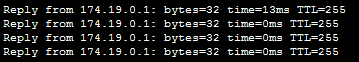 Reply from 174.19.0.1: bytes=32 time=13ms TTL=255
Reply from 174.19.0.1: bytes=32 time=0ms TTL=255
Reply from 174.19.0.1: bytes=32 time=0ms TTL=255
Reply from 174.19.0.1: bytes=32 time=0ms TTL=255